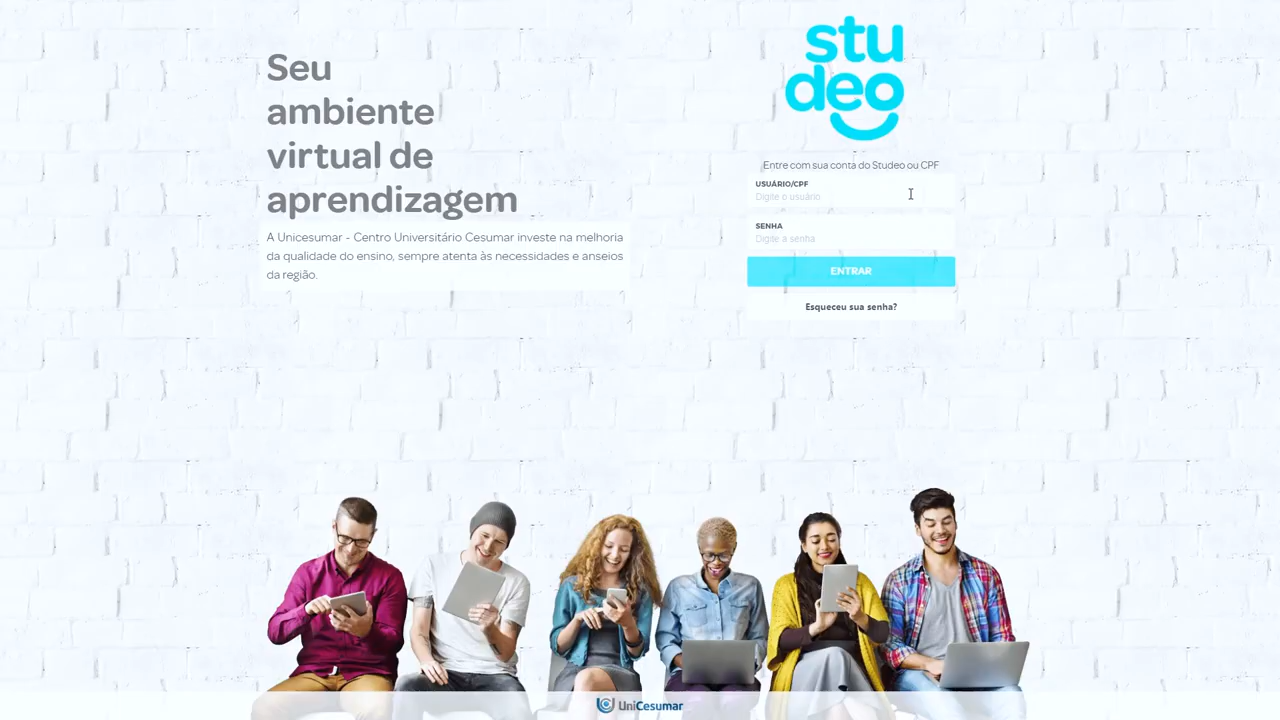 Seu
ambiente
virtual de
aprendizagem
A Unicesumar - Centro Universitário Cesumar investe na melhoria
da qualidade do ensino, sempre atenta às necessidades e anseios
da região.
stu
deo
Entre com sua conta do Studeo ou CPF
USUÁRIO/CPF
Digite o usuário
SENHA
Digite a senha
ENTRAR
Esqueceu sua senha?
UniCesumar